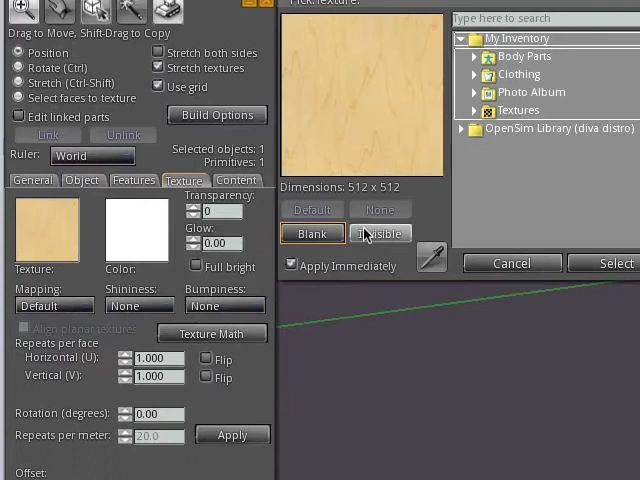 Pick:Texture:
Drag to Move, Shift-Drag to Copy
Position
Rotate (Ctrl)
Stretch (Ctrl-Shift)
Select faces to texture
Edit linked parts
Stretch both sides
Stretch textures
Use grid
Build Options
Link
Unlink
Ruler:
World
Selected objects: 1
Primitives: 1
General
Object
Features
Texture
Content
Texture:
Color:
Transparency:
0
Glow:
0.00
Full bright
Mapping:
Shininess:
Bumpiness:
Default
None
None
Align planar textures
Texture Math
Repeats per face
Horizontal (U):
1.000
Flip
Vertical (V):
1.000
Flip
Rotation (degrees):
0.00
Repeats per meter:
20.0
Apply
Offset:
Dimensions: 512 x 512
Default
None
Blank
Apply Immediately
Type here to search
My Inventory
Body Parts
Clothing
Photo Album
Textures
OpenSim Library (diva distro)
Cancel
Select